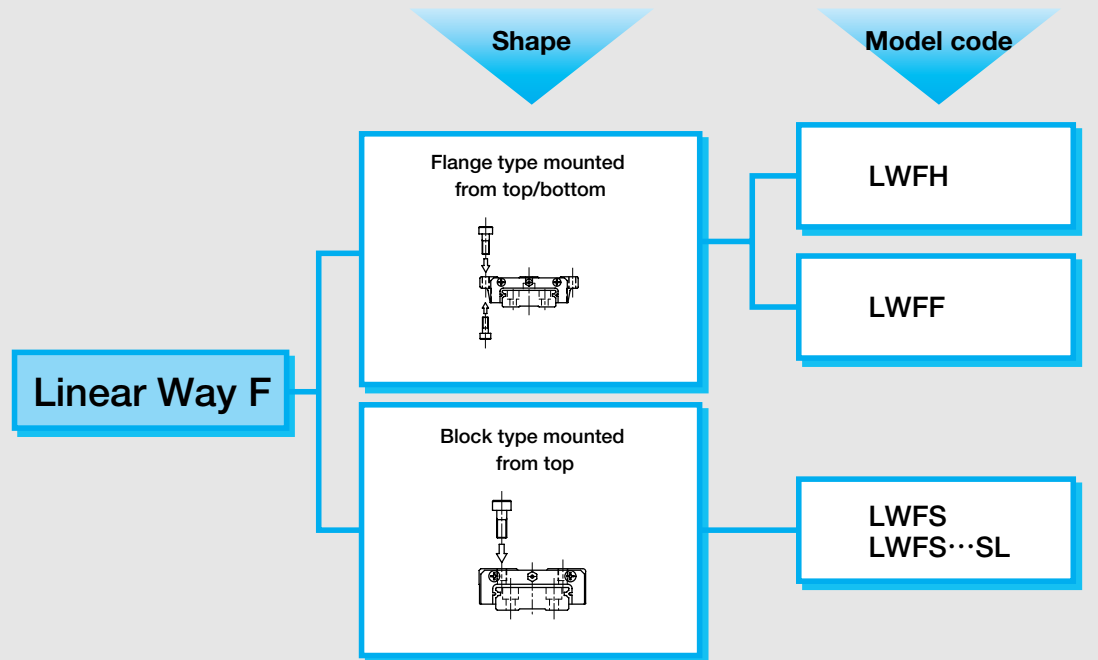 Shape
Model code
Linear Way F
Flange type mounted
from top/bottom
LWFH
LWFF
Block type mounted
from top
LWFS
LWFS⋯SL